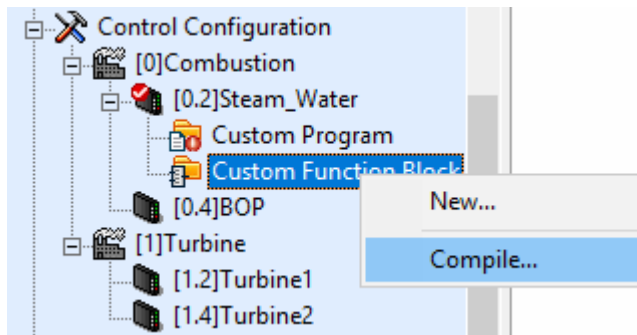 Control Configuration
[0]Combustion
[0.2]Steam_Water
Custom Program
Custom Function Block
[0.4]BOP
New...
[1]Turbine
Compile...
[1.2]Turbine1
[1.4]Turbine2